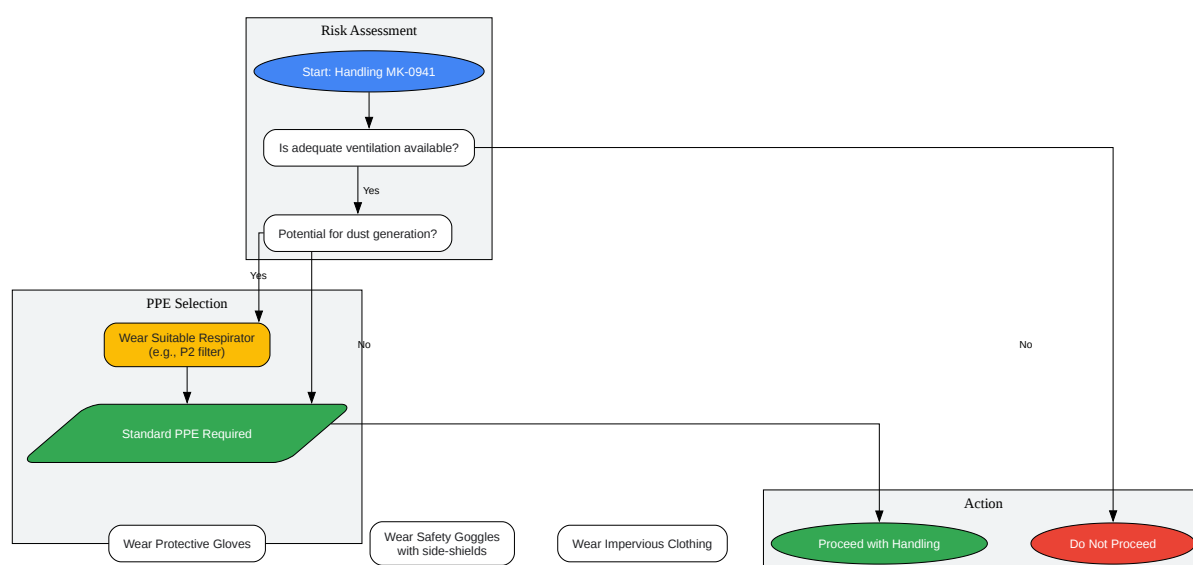 Risk Assessment
Start: Handling MK-0941
Is adequate ventilation available?
Yes
Potential for dust generation?
Yes
PPE Selection
Wear Suitable Respirator
(e.g., P2 filter)
No
No
Standard PPE Required
Action
Wear Protective Gloves
Wear Safety Goggles
with side-shields
Wear Impervious Clothing
Proceed with Handling
Do Not Proceed